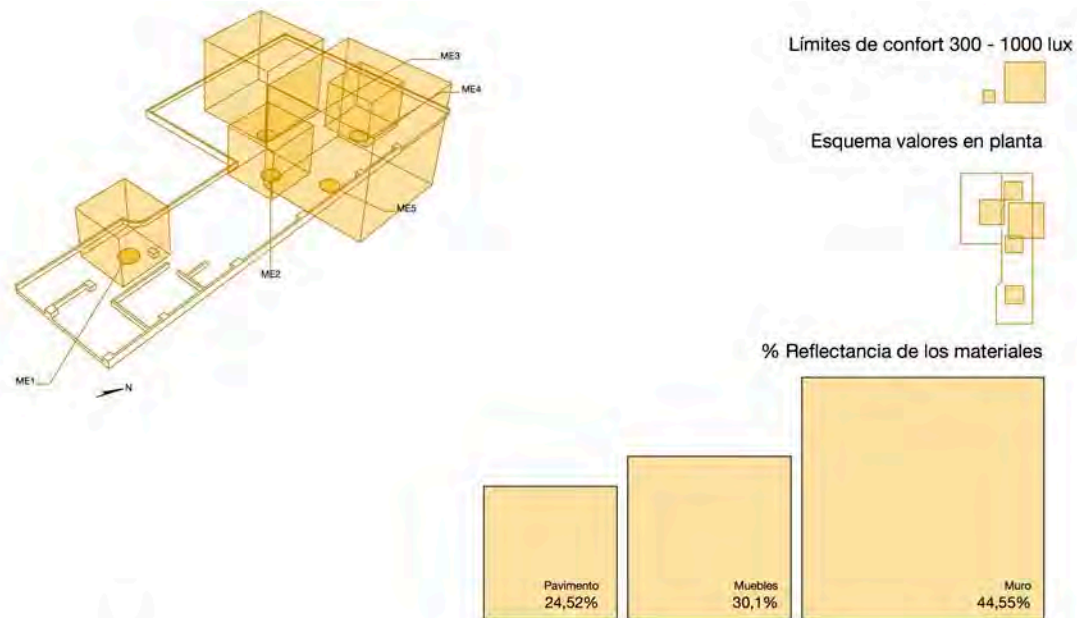 ME3
ME4
ME5
ME2
ME1
N
Límites de confort 300 - 1000 lux
Esquema valores en planta
% Reflectancia de los materiales
Pavimento
24,52%
Muebles
30,1%
Muro
44,55%